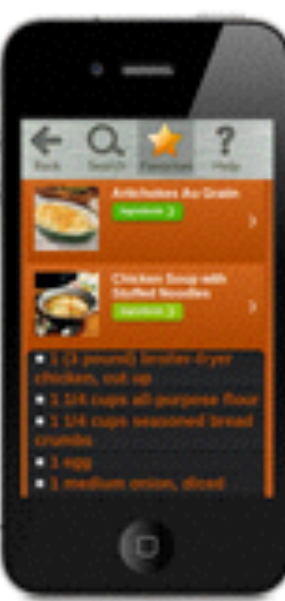 Back Search Favorites ? Help
Artichokes Au Gratin
Ingredients
Chicken Soup with
Stuffed Noodles
Ingredients
1 (3 pound) broiler-fryer
chicken, cut up
1 1/4 cups all-purpose flour
1 1/4 cups seasoned bread
crumbs
1 egg
1 medium onion, diced